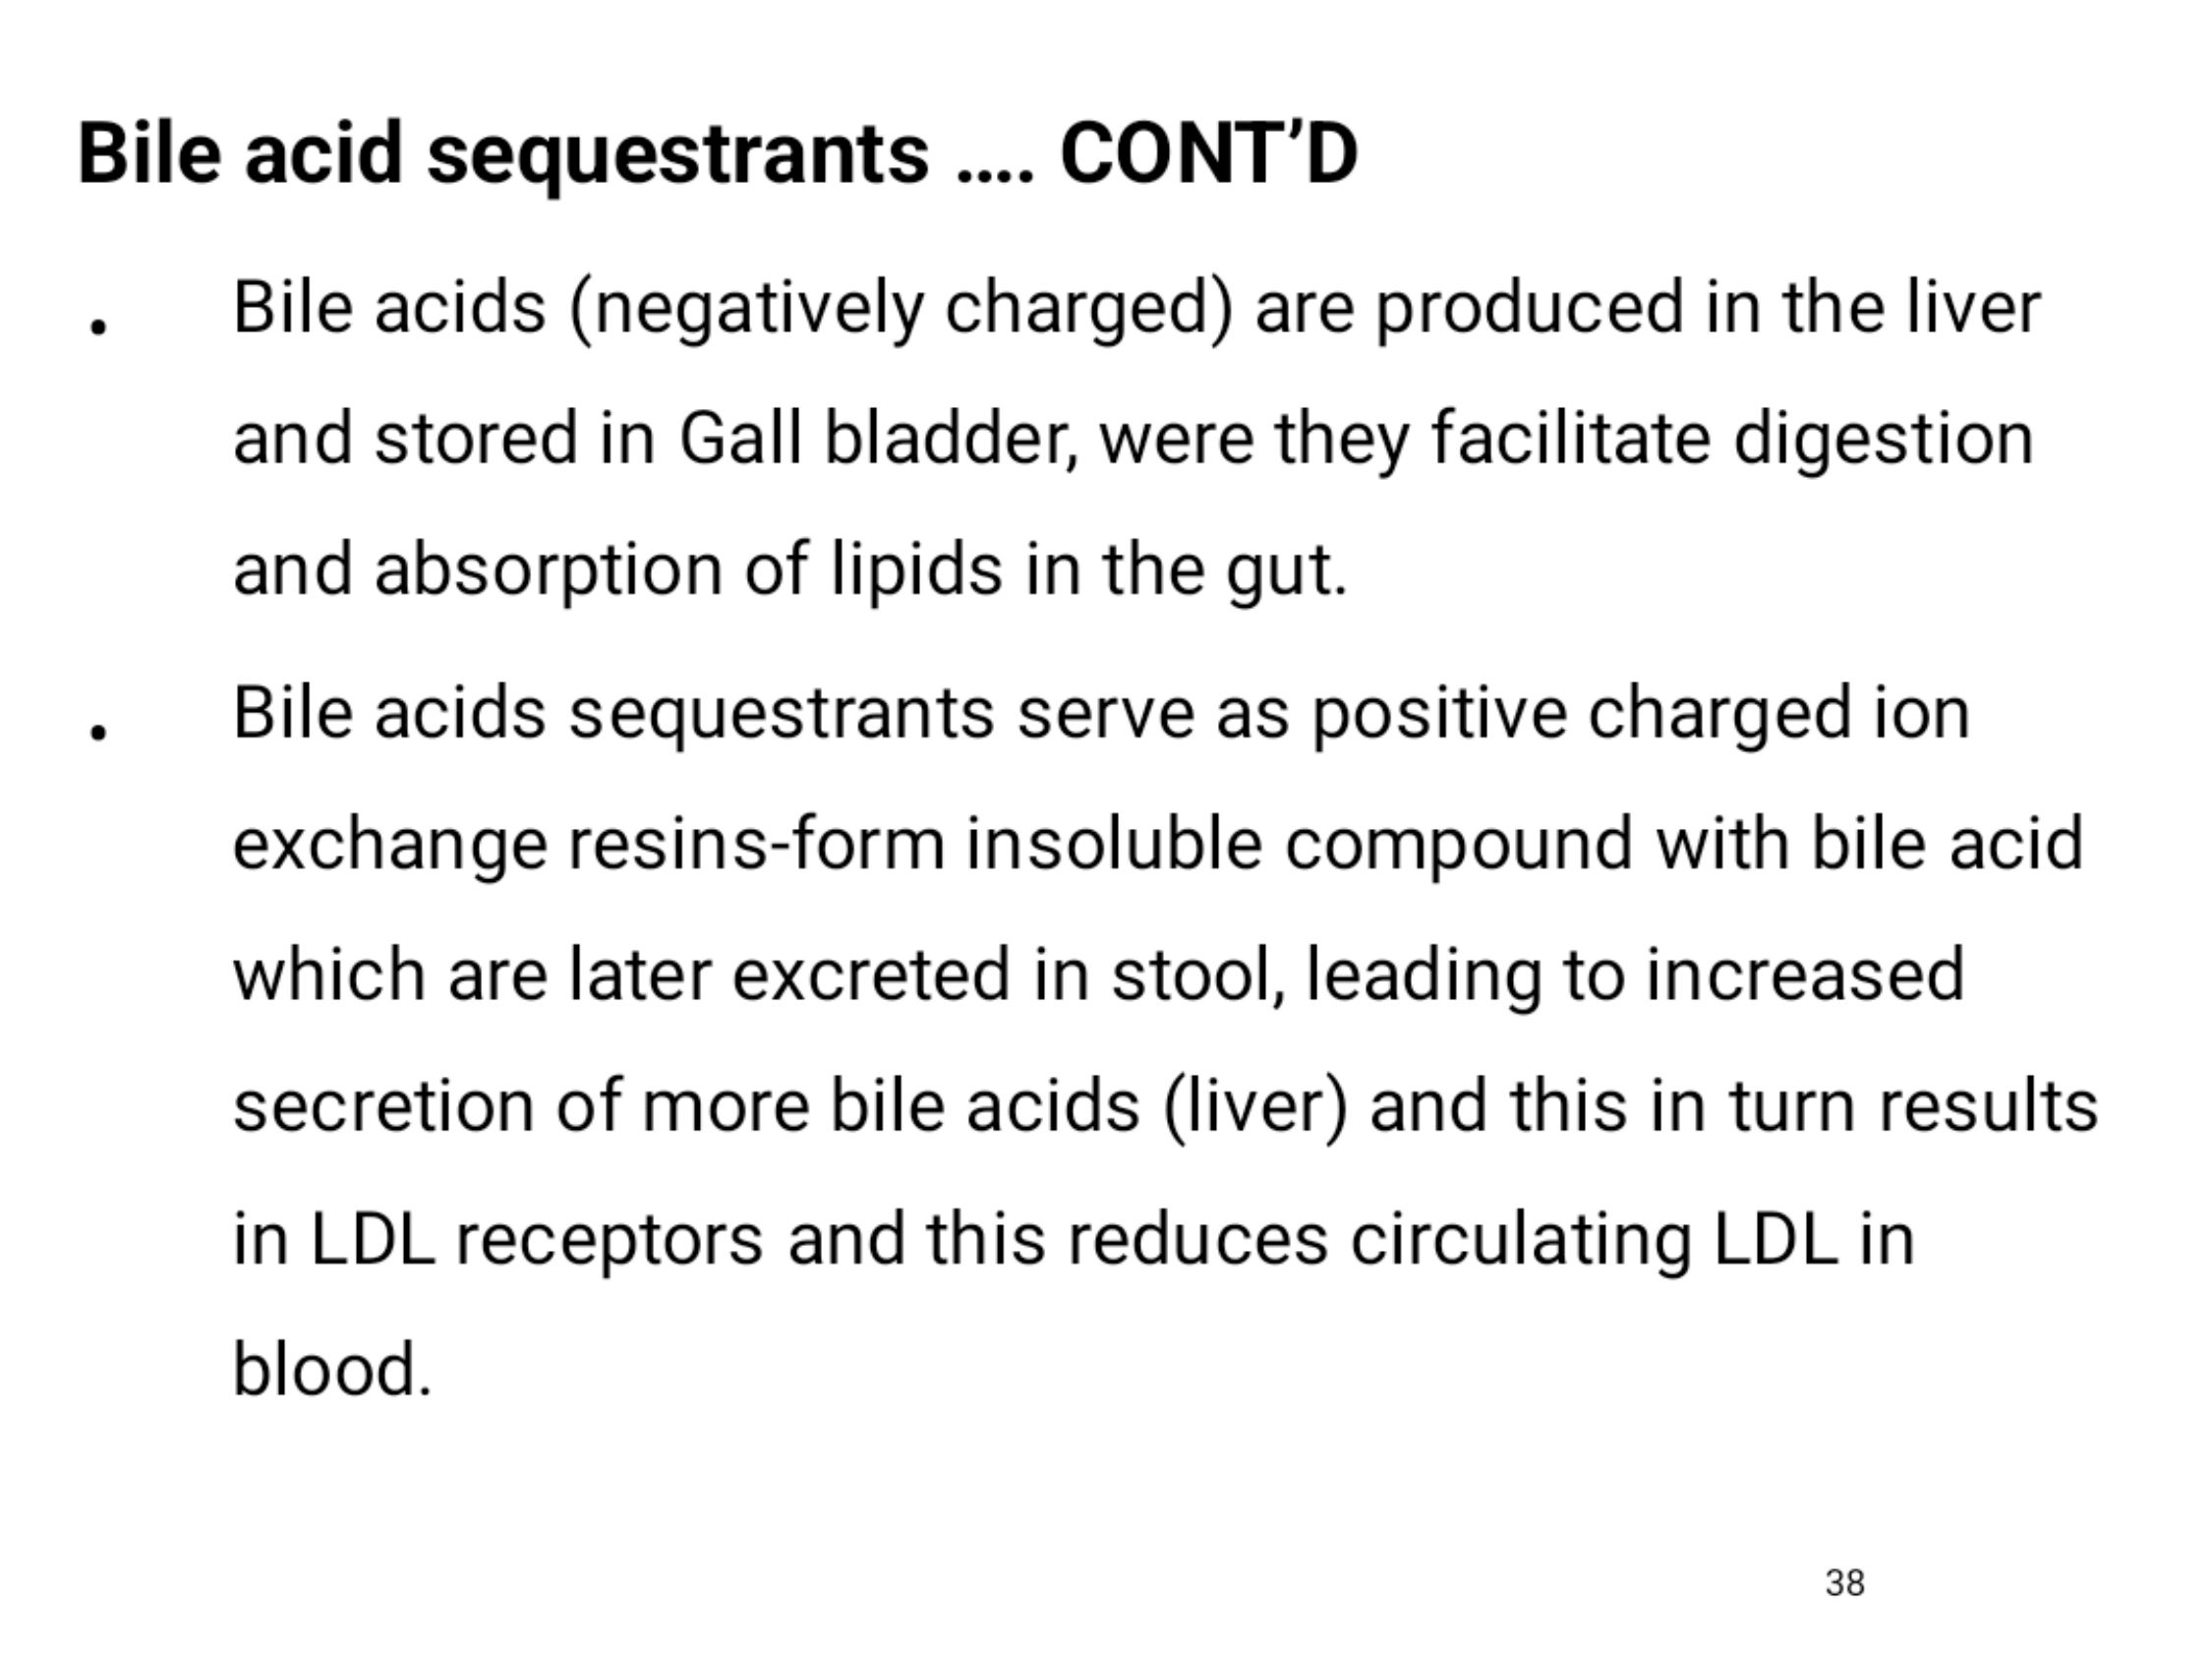 Bile acid sequestrants .... CONT’D
• Bile acids (negatively charged) are produced in the liver
and stored in Gall bladder, were they facilitate digestion
and absorption of lipids in the gut.
• Bile acids sequestrants serve as positive charged ion
exchange resins-form insoluble compound with bile acid
which are later excreted in stool, leading to increased
secretion of more bile acids (liver) and this in turn results
in LDL receptors and this reduces circulating LDL in
blood.
38